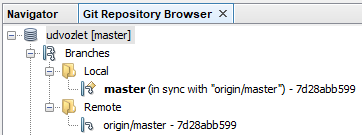 Navigator
Git Repository Browser ×
udvozlet [master]
Branches
Local
master (in sync with "origin/master") - 7d28abb599
Remote
origin/master - 7d28abb599